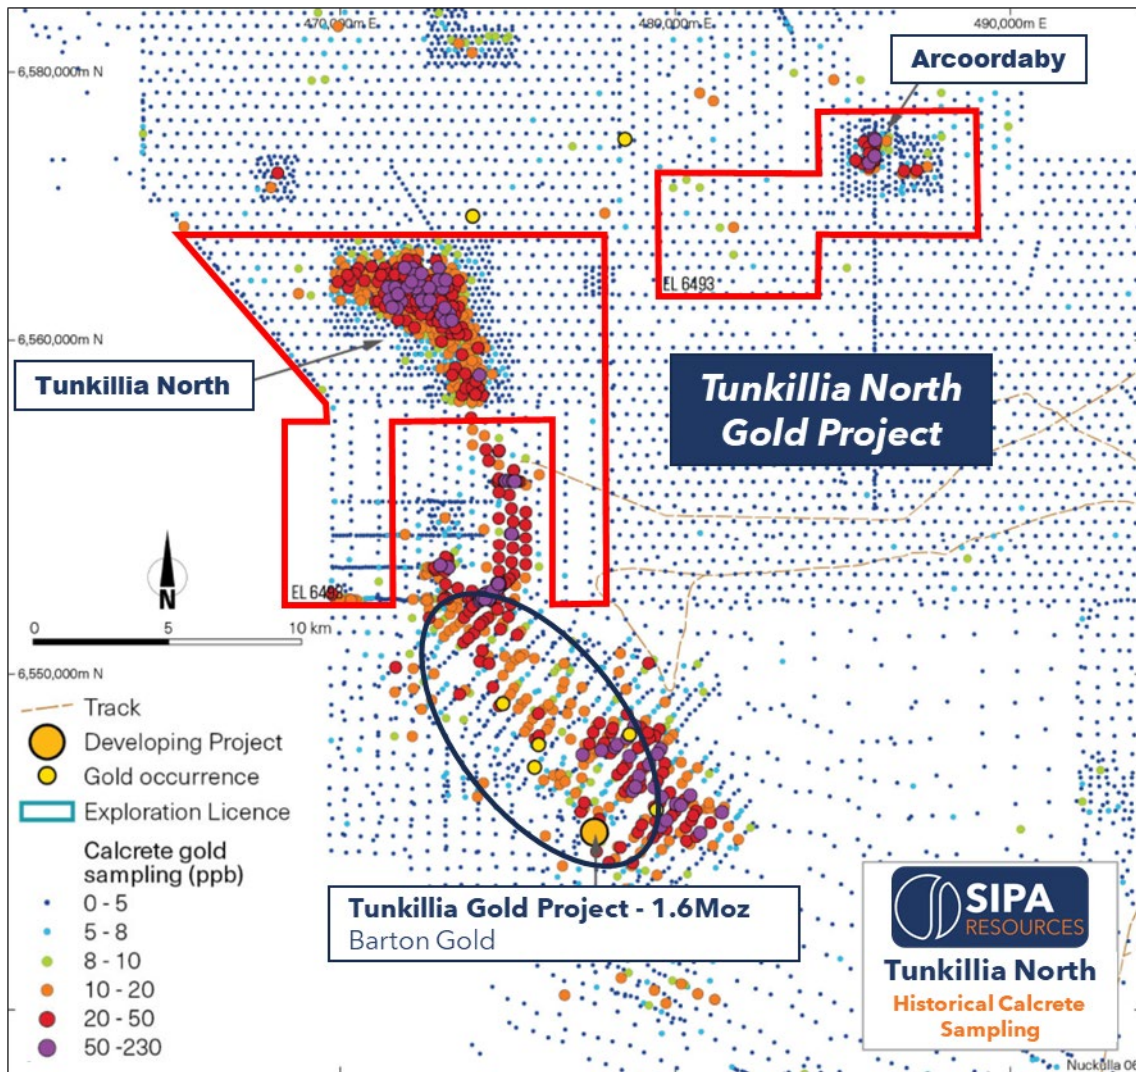 470,000m E
480,000m E
490,000m E
6,580,000m N
Arcoordaby
EL 6493
6,560,000m N
Tunkillia North
Tunkillia North
Gold Project
EL 6493
N
0 5 10 km
6,550,000m N
Track
Developing Project
Gold occurrence
Exploration Licence
Calcrete gold
sampling (ppb)
0 - 5
5 - 8
8 - 10
10 - 20
20 - 50
50 -230
Tunkillia Gold Project - 1.6Moz
Barton Gold
SIPA
RESOURCES
Tunkillia North
Historical Calcrete
Sampling
Nuckulla 06